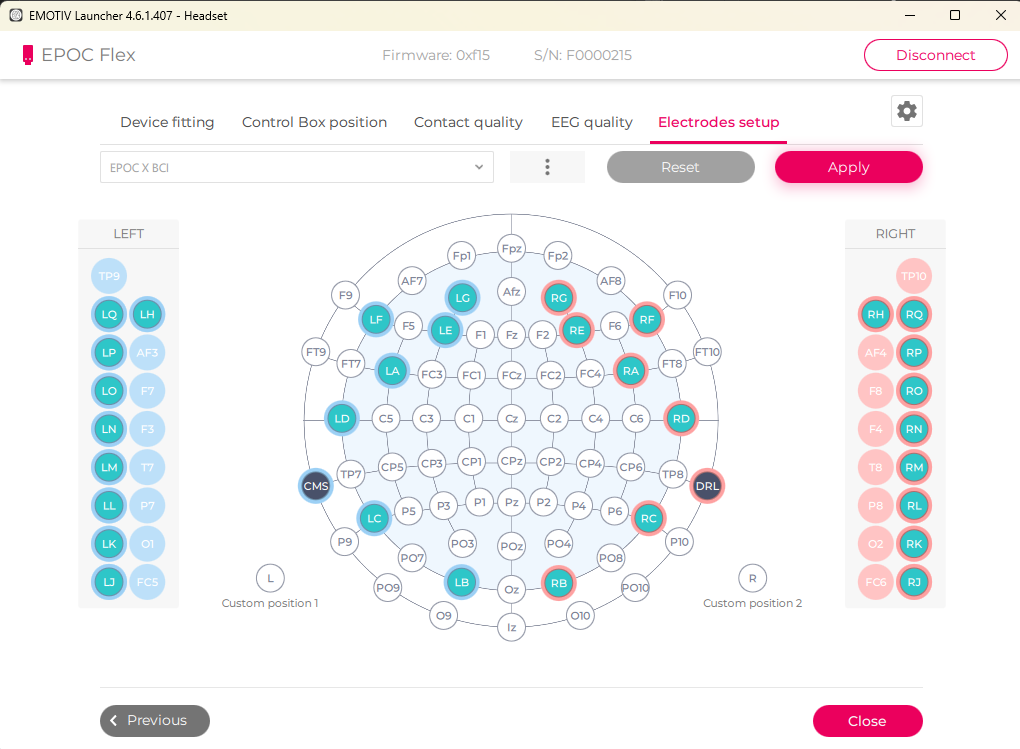 EMOTIV Launcher 4.6.1.407 - Headset
EPOC Flex Firmware: 0xf15 S/N: F0000215 Disconnect
Device fitting Control Box position Contact quality EEG quality Electrodes setup
EPOC X BCI Reset Apply
LEFT RIGHT
Fp1 Fpz Fp2
TP9 AF7 AF8 TP10
F9 LG Afz RG F10
LQ LH LF F5 LE F1 Fz F2 RE F6 RF RH RQ
LP AF3 FT9 FT7 FT8 FT10 AF4 RP
LA FC3 FC1 FCz FC2 FC4 RA
LO F7 F8 RO
LN F3 LD C5 C3 C1 Cz C2 C4 C6 RD F4 RN
LM T7 TP7 CP5 CP3 CP1 CPz CP2 CP4 CP6 TP8 T8 RM
CMS DRL
LL P7 LC P5 P3 P1 Pz P2 P4 P6 RC P8 RL
LK O1 P9 PO7 PO3 POz PO4 PO8 P10 O2 RK
LJ FC5 L PO9 LB Oz RB PO10 R FC6 RJ
Custom position 1 Custom position 2
O9 Iz O10
Previous Close